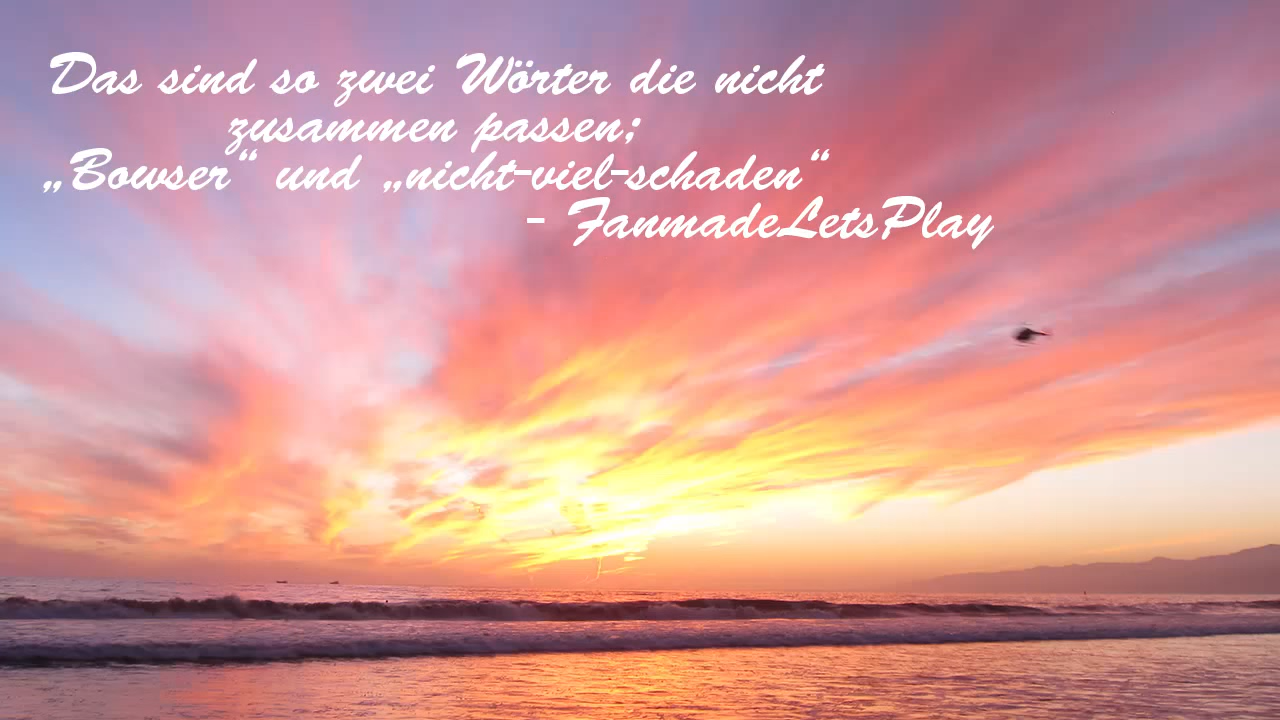 Das sind so zwei Wörter die nicht
zusammen passen;
„Bowser“ und „nicht-viel-schaden“
- FanmadeLetsPlay